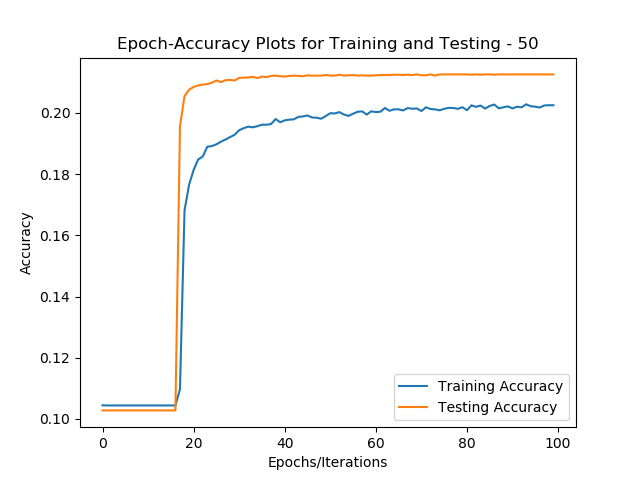 Epoch-Accuracy Plots for Training and Testing - 50
Accuracy
0.20
0.18
0.16
0.14
0.12
0.10
Training Accuracy
Testing Accuracy
0
20
40
60
80
100
Epochs/Iterations